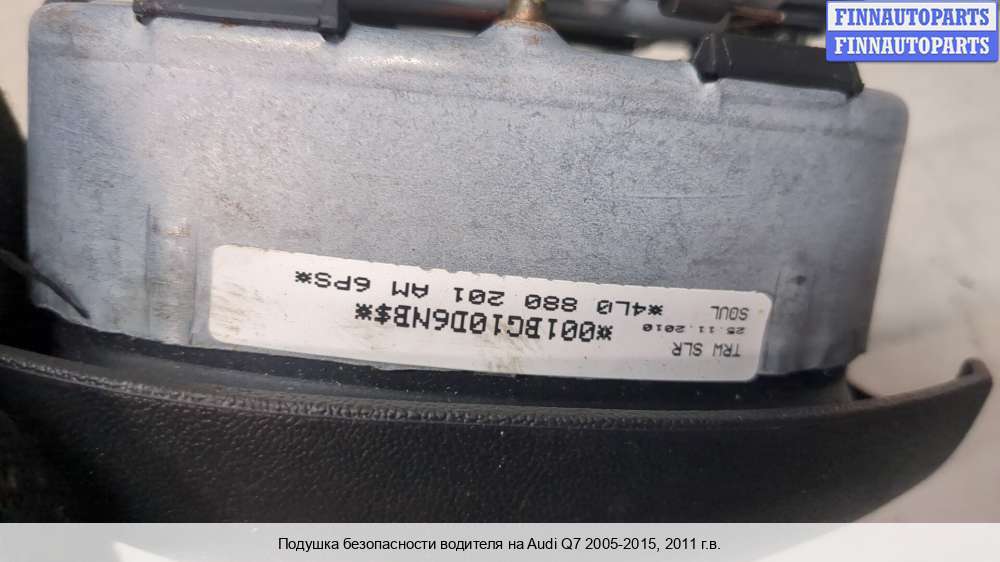 FINNAUTOPARTS
FINNAUTOPARTS
TRW SLR
*001BG10D6NB$*
25.11.2010
*4L0 880 201 AM 6PS*
SOUL
Подушка безопасности водителя на Audi Q7 2005-2015, 2011 г.в.